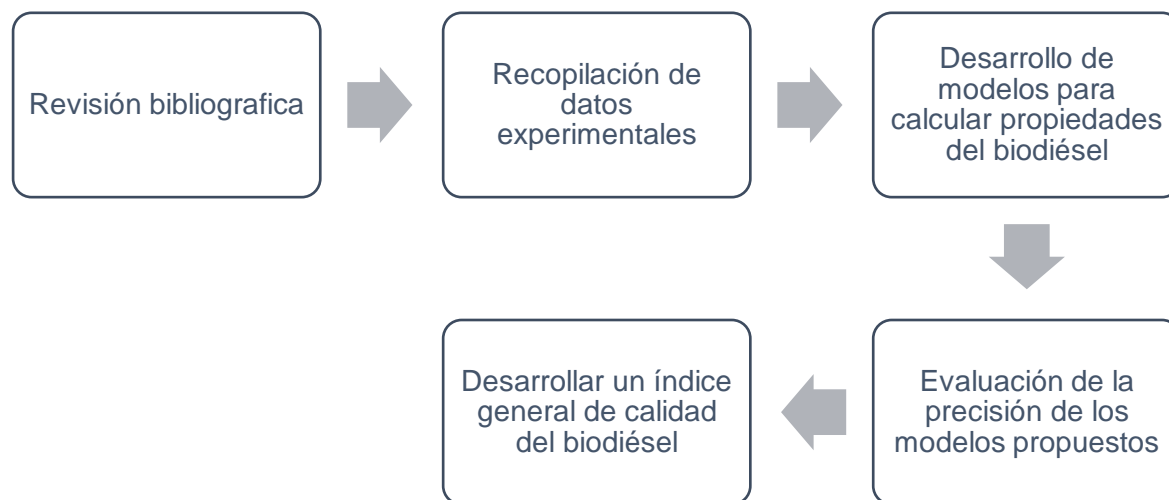 Revisión bibliografica
Recopilación de
datos
experimentales
Desarrollo de
modelos para
calcular propiedades
del biodiésel
Evaluación de la
precisión de los
modelos propuestos
Desarrollar un índice
general de calidad
del biodiésel